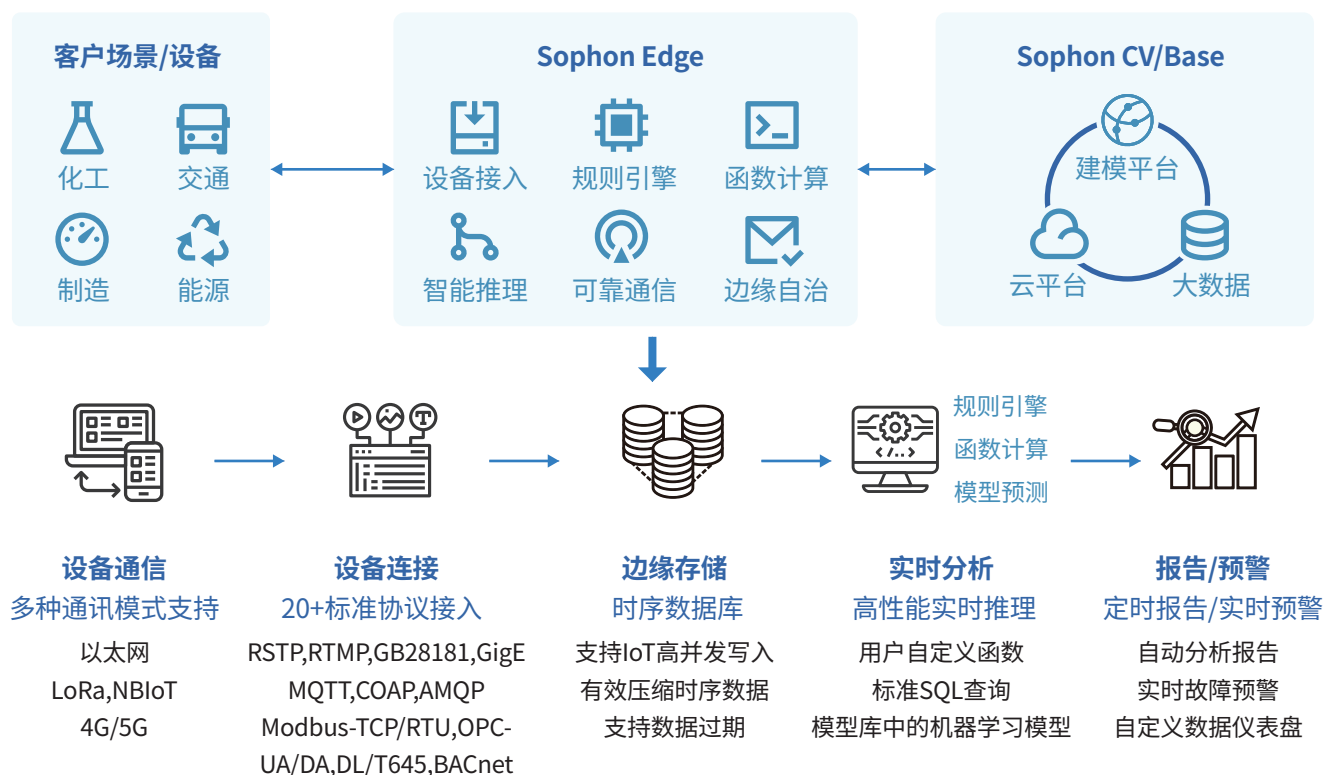 客户场景/设备
化工
交通
制造
能源
Sophon Edge
设备接入
规则引擎
函数计算
智能推理
可靠通信
边缘自治
Sophon CV/Base
建模平台
云平台
大数据
T
</..>
规则引擎
函数计算
模型预测
设备通信
多种通讯模式支持
以太网
LoRa,NBIoT
4G/5G
设备连接
20+标准协议接入
RSTP,RTMP,GB28181,GigE
MQTT,COAP,AMQP
Modbus-TCP/RTU,OPC-
UA/DA,DL/T645,BACnet
边缘存储
时序数据库
支持IoT高并发写入
有效压缩时序数据
支持数据过期
实时分析
高性能实时推理
用户自定义函数
标准SQL查询
模型库中的机器学习模型
报告/预警
定时报告/实时预警
自动分析报告
实时故障预警
自定义数据仪表盘